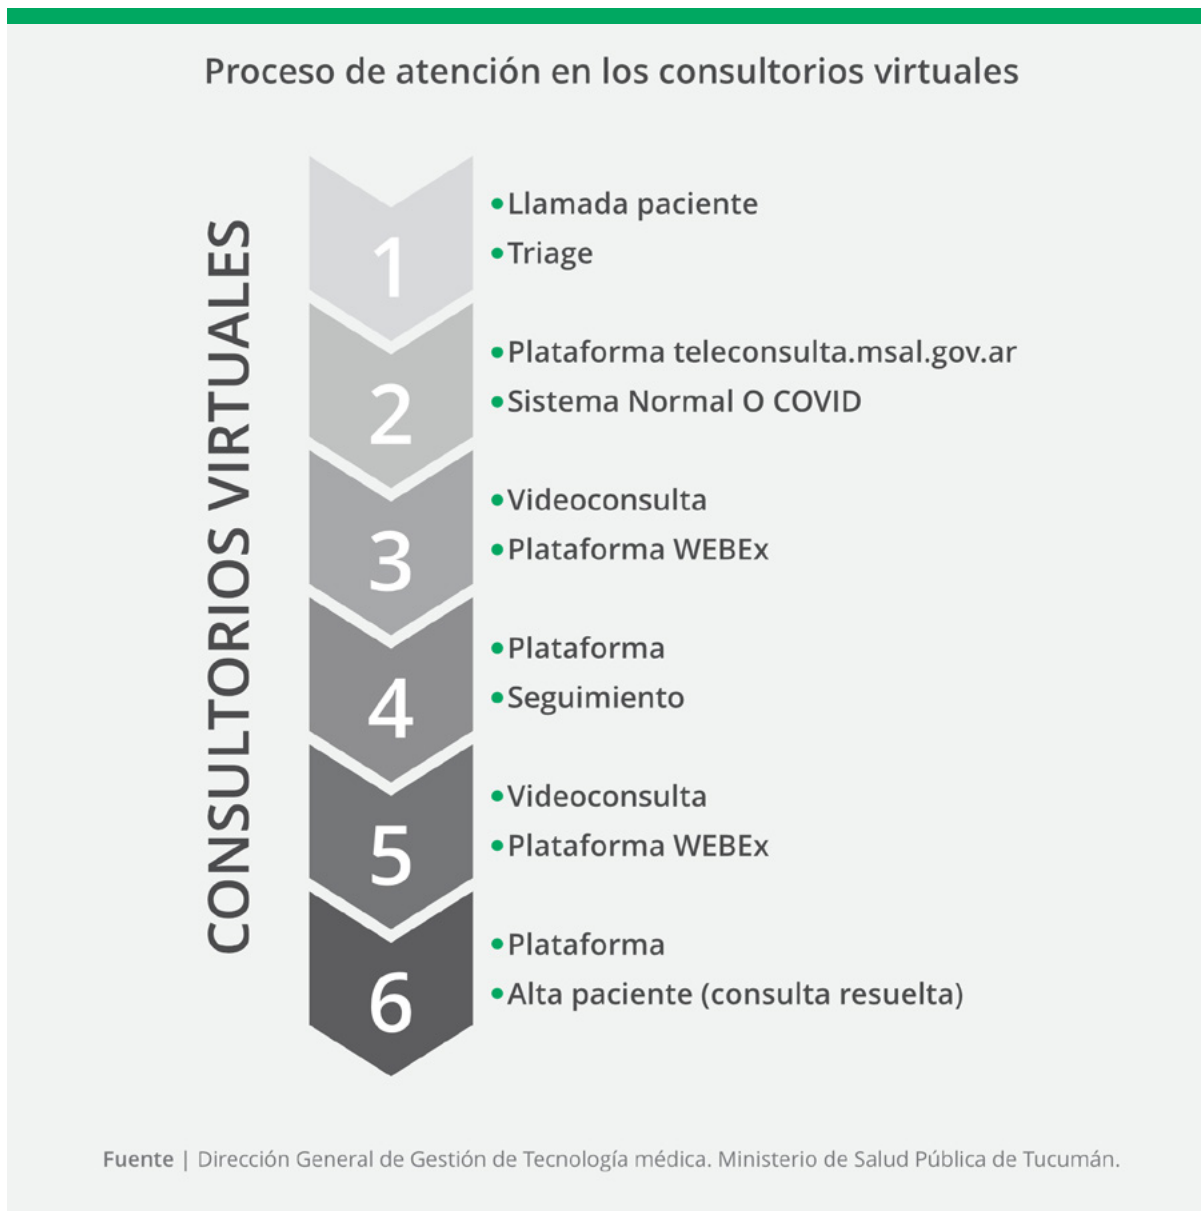 Proceso de atención en los consultorios virtuales
CONSULTORIOS VIRTUALES
1
•Llamada paciente
•Triage
2
•Plataforma teleconsulta.msal.gov.ar
•Sistema Normal O COVID
3
•Videoconsulta
•Plataforma WEBEx
4
•Plataforma
•Seguimiento
5
•Videoconsulta
•Plataforma WEBEx
6
•Plataforma
•Alta paciente (consulta resuelta)
Fuente | Dirección General de Gestión de Tecnología médica. Ministerio de Salud Pública de Tucumán.